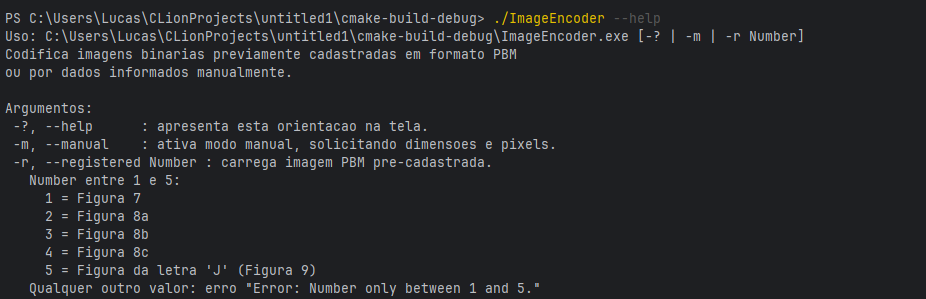 PS C:\Users\Lucas\CLionProjects\untitled1\cmake-build-debug> ./ImageEncoder --help
Uso: C:\Users\Lucas\CLionProjects\untitled1\cmake-build-debug\ImageEncoder.exe [-? | -m | -r Number]
Codifica imagens binarias previamente cadastradas em formato PBM
ou por dados informados manualmente.

Argumentos:
 -?, --help      : apresenta esta orientacao na tela.
 -m, --manual    : ativa modo manual, solicitando dimensoes e pixels.
 -r, --registered Number : carrega imagem PBM pre-cadastrada.
   Number entre 1 e 5:
     1 = Figura 7
     2 = Figura 8a
     3 = Figura 8b
     4 = Figura 8c
     5 = Figura da letra 'J' (Figura 9)
   Qualquer outro valor: erro "Error: Number only between 1 and 5."